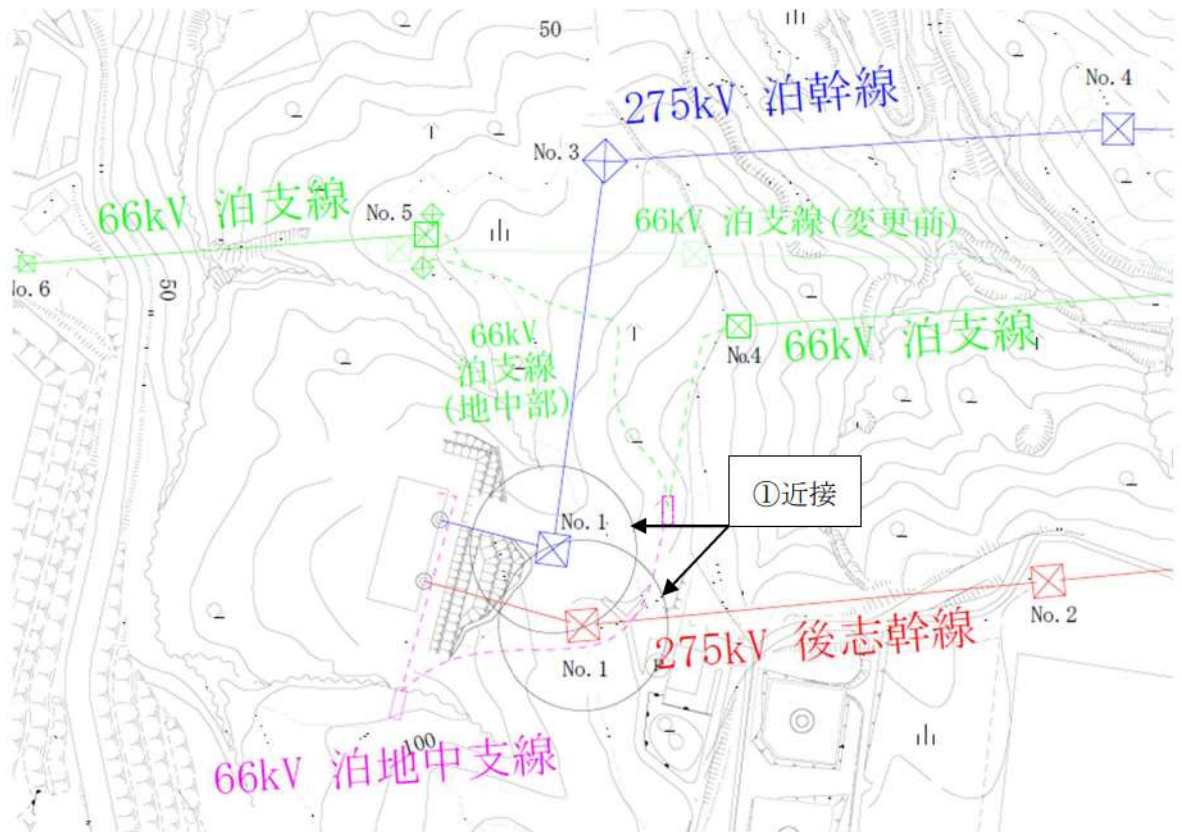 50
275kV 泊幹線
No. 4
No. 3
66kV 泊支線
No. 5
66kV 泊支線(変更前)
No. 6
50
66kV
泊支線
(地中部)
No.4
66kV 泊支線
①近接
No. 1
No. 2
275kV 後志幹線
No. 1
100
66kV 泊地中支線